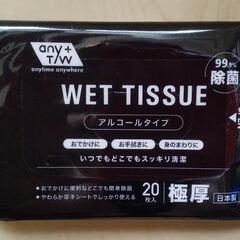 any+
T/W
anytime anywhere
99.9%
除菌
WET TISSUE
アルコールタイプ
おでかけに
お手拭きに
身のまわりに
いつでもどこでもスッキリ清潔
●おでかけに便利などこでも簡単除菌
●やわらか厚手シートでしっかり使える
20枚入
極厚
日本製